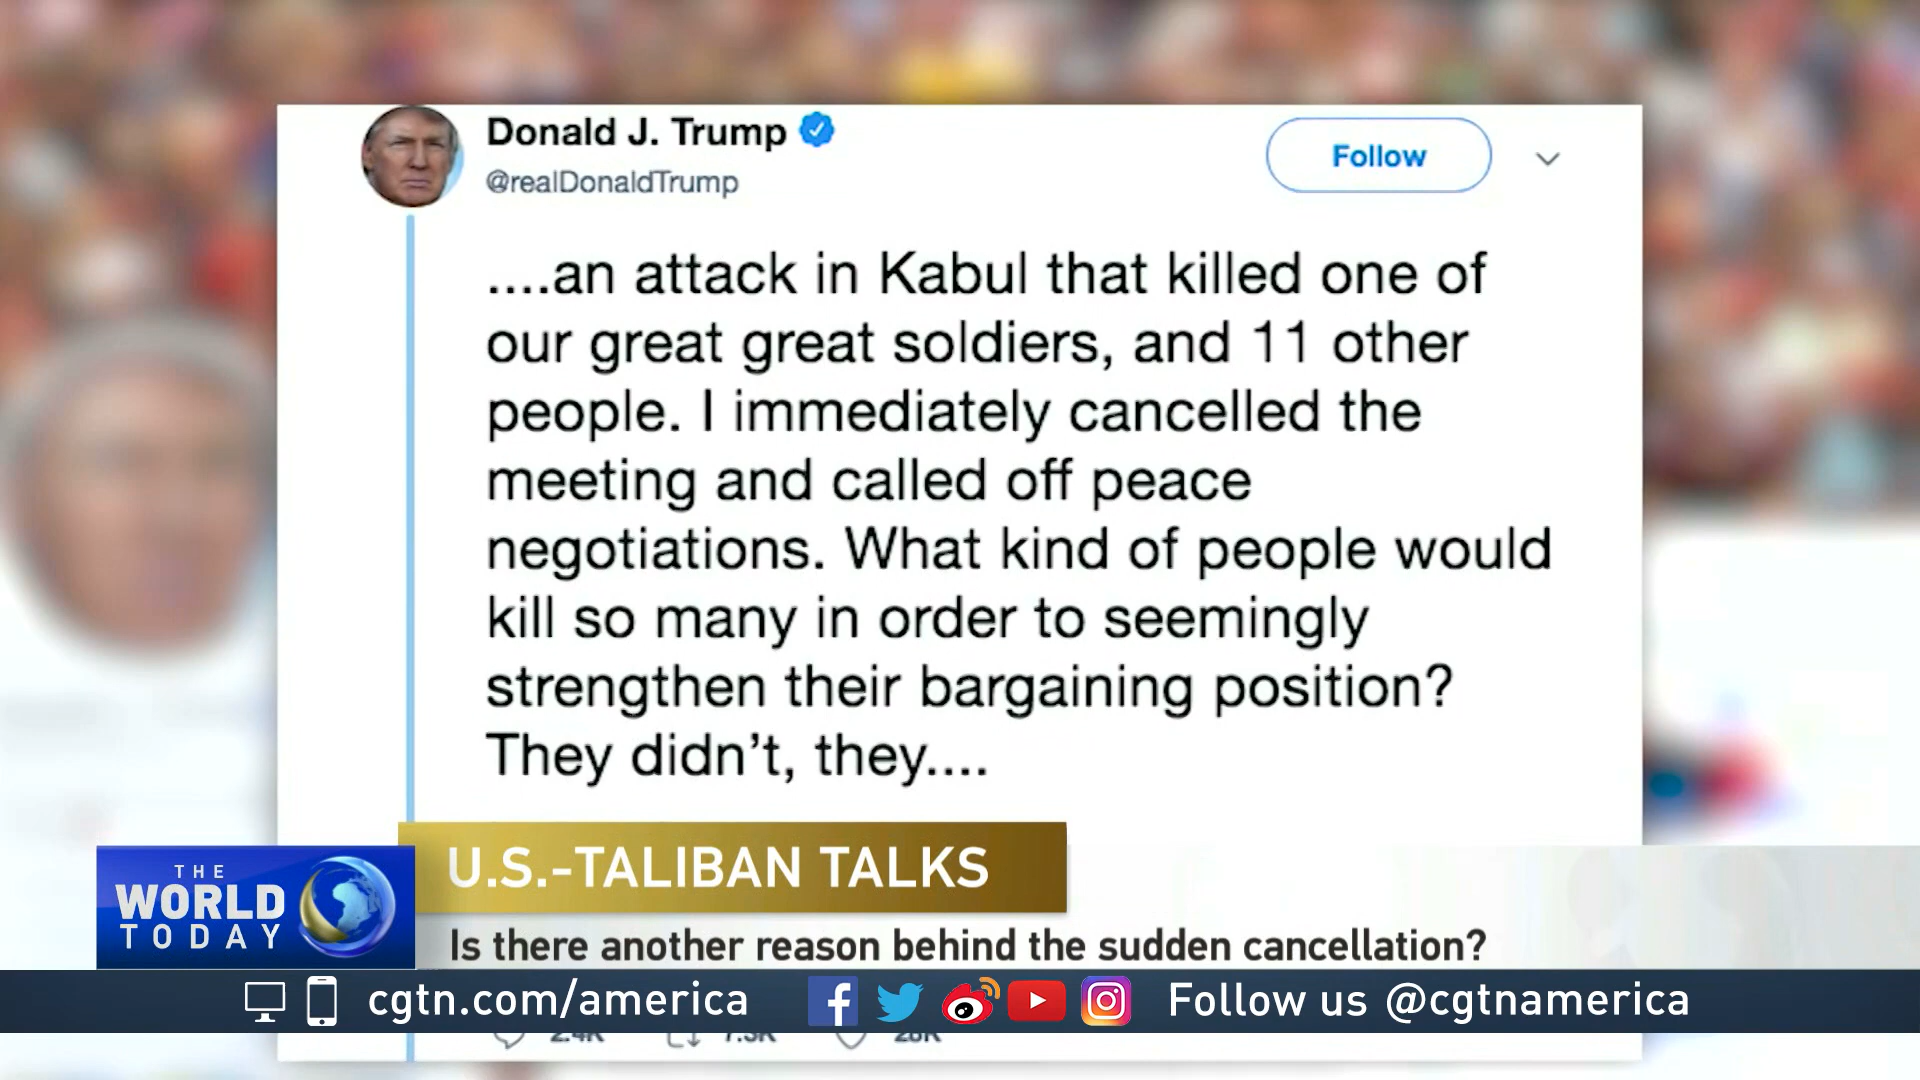 Donald J. Trump
@realDonaldTrump
Follow
....an attack in Kabul that killed one of
our great great soldiers, and 11 other
people. I immediately cancelled the
meeting and called off peace
negotiations. What kind of people would
kill so many in order to seemingly
strengthen their bargaining position?
They didn't, they....
U.S.-TALIBAN TALKS
THE
WORLD
TODAY
Is there another reason behind the sudden cancellation?
cgtn.com/america
Follow us @cgtnamerica
2.4K